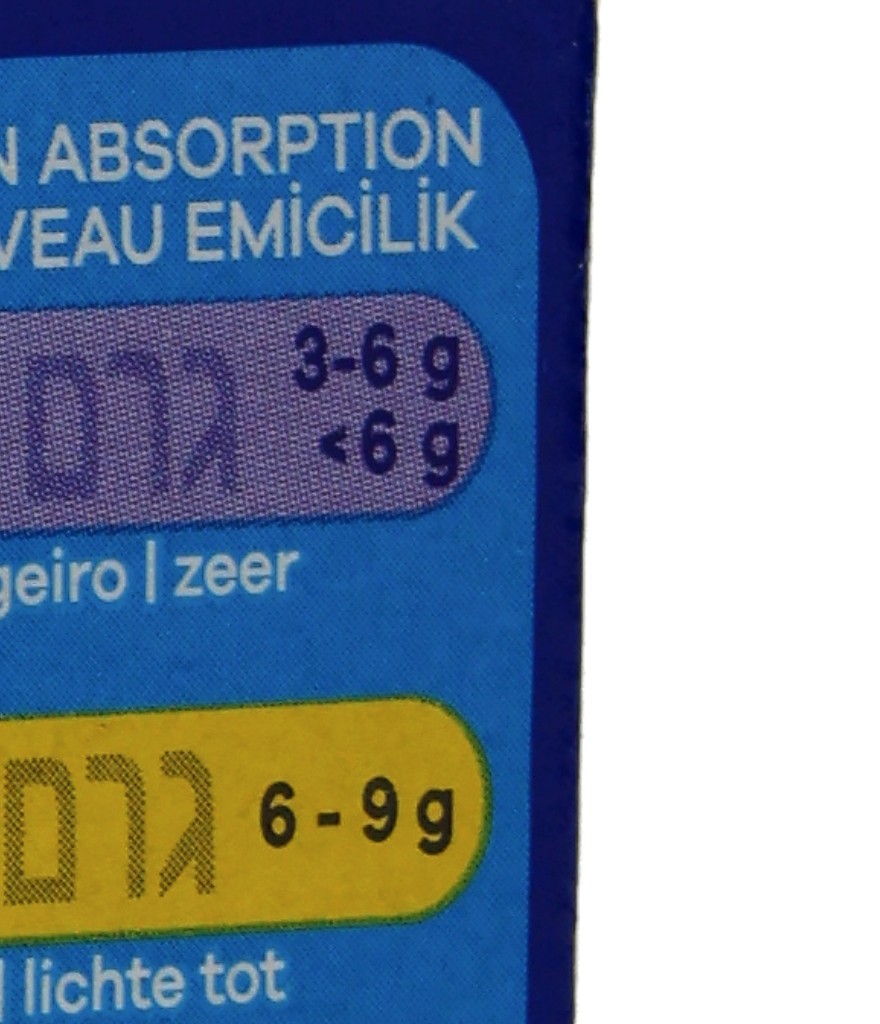 N ABSORPTION
VEAU EMİCİLİK
גרם 3-6 g
<6 g
geiro | zeer
גרם 6 - 9 g
| lichte tot